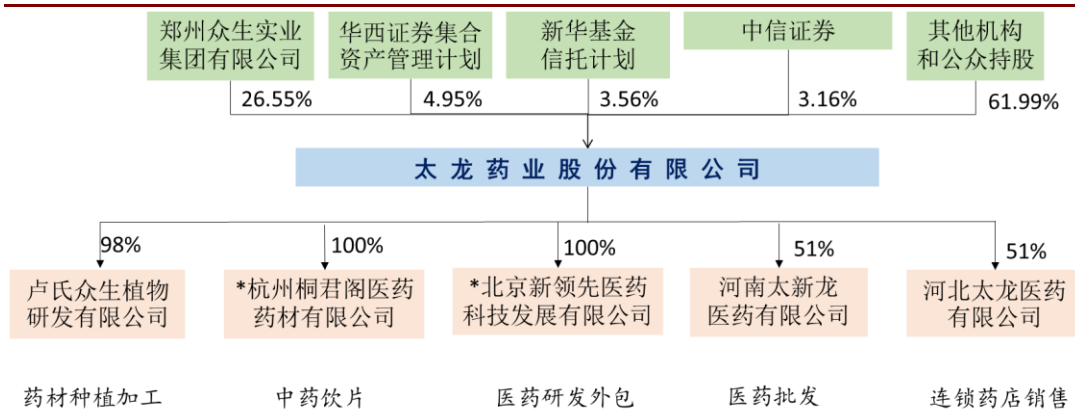 郑州众生实业
集团有限公司
华西证券集合
资产管理计划
新华基金
信托计划
中信证券
其他机构
和公众持股
26.55%
4.95%
3.56%
3.16%
61.99%
太龙药业股份有限公司
98%
100%
100%
51%
51%
卢氏众生植物
研发有限公司
*杭州桐君阁医药
药材有限公司
*北京新领先医药
科技发展有限公司
河南太新龙
医药有限公司
河北太龙医药
有限公司
药材种植加工
中药饮片
医药研发外包
医药批发
连锁药店销售